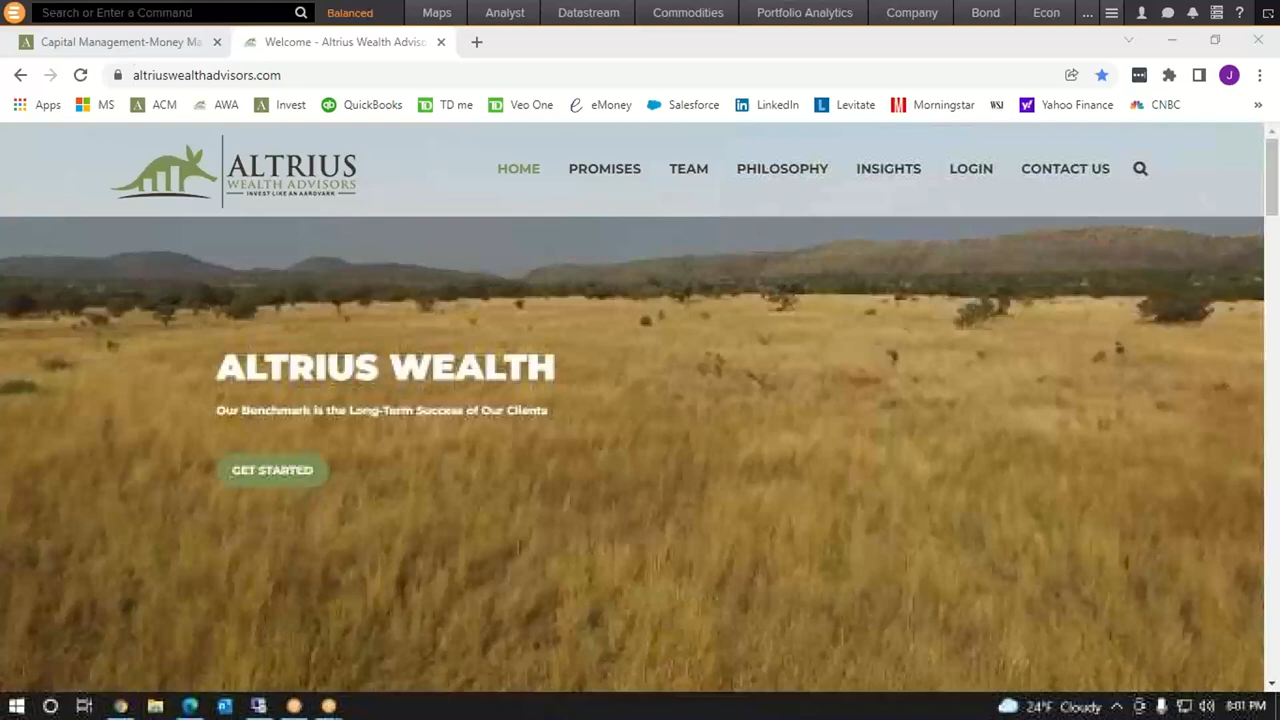 Search or Enter a Command Balanced Maps Analyst Datastream Commodities Portfolio Analytics Company Bond Econ ... ?
Capital Management-Money Ma Welcome - Altrius Wealth Adviso
altriuswealthadvisors.com J
Apps MS ACM AWA Invest QuickBooks TD me Veo One eMoney Salesforce LinkedIn Levitate Morningstar WSJ Yahoo Finance CNBC »
ALTRIUS
WEALTH ADVISORS
INVEST LIKE AN AARDVARK
HOME PROMISES TEAM PHILOSOPHY INSIGHTS LOGIN CONTACT US
ALTRIUS WEALTH
Our Benchmark is the Long-Term Success of Our Clients
GET STARTED
24°F Cloudy 8:01 PM